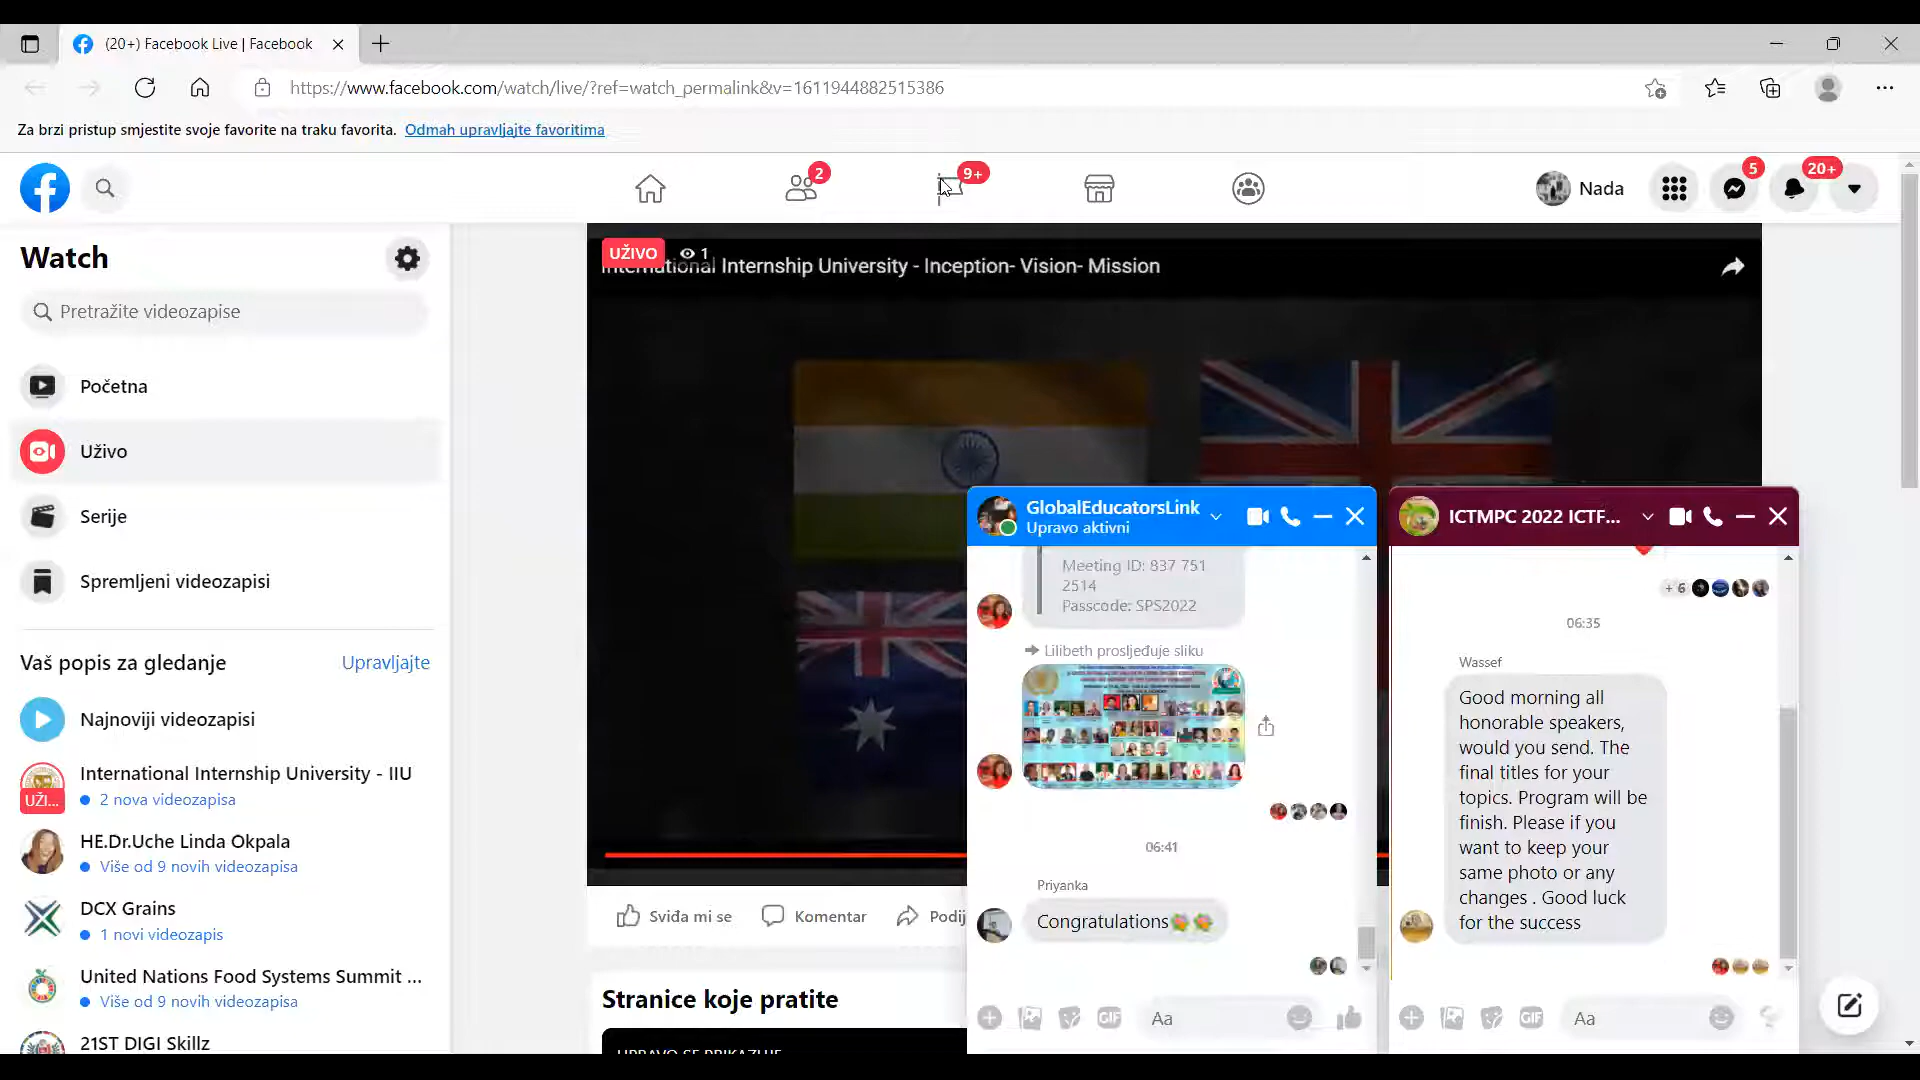 (20+) Facebook Live | Facebook
https://www.facebook.com/watch/live/?ref=watch_permalink&v=1611944882515386
Za brzi pristup smjestite svoje favorite na traku favorita. Odmah upravljajte favoritima
2
9+
Nada
5
20+
Watch
Pretražite videozapise
Početna
Uživo
Serije
Spremljeni videozapisi
Vaš popis za gledanje
Upravljajte
Najnoviji videozapisi
International Internship University - IIU
2 nova videozapisa
UŽI...
HE.Dr.Uche Linda Okpala
Više od 9 novih videozapisa
DCX Grains
1 novi videozapis
United Nations Food Systems Summit ...
Više od 9 novih videozapisa
21ST DIGI Skillz
UŽIVO
1
International Internship University - Inception- Vision- Mission
Sviđa mi se
Komentar
Podij
Stranice koje pratite
UPRAVO SE PRIKAZUJE
GlobalEducatorsLink
Upravo aktivni
Meeting ID: 837 751
2514
Passcode: SPS2022
Lilibeth prosljeđuje sliku
06:41
Priyanka
Congratulations💐💐
GIF
Aa
ICTMPC 2022 ICTF...
+ 6
06:35
Wassef
Good morning all
honorable speakers,
would you send. The
final titles for your
topics. Program will be
finish. Please if you
want to keep your
same photo or any
changes . Good luck
for the success
GIF
Aa